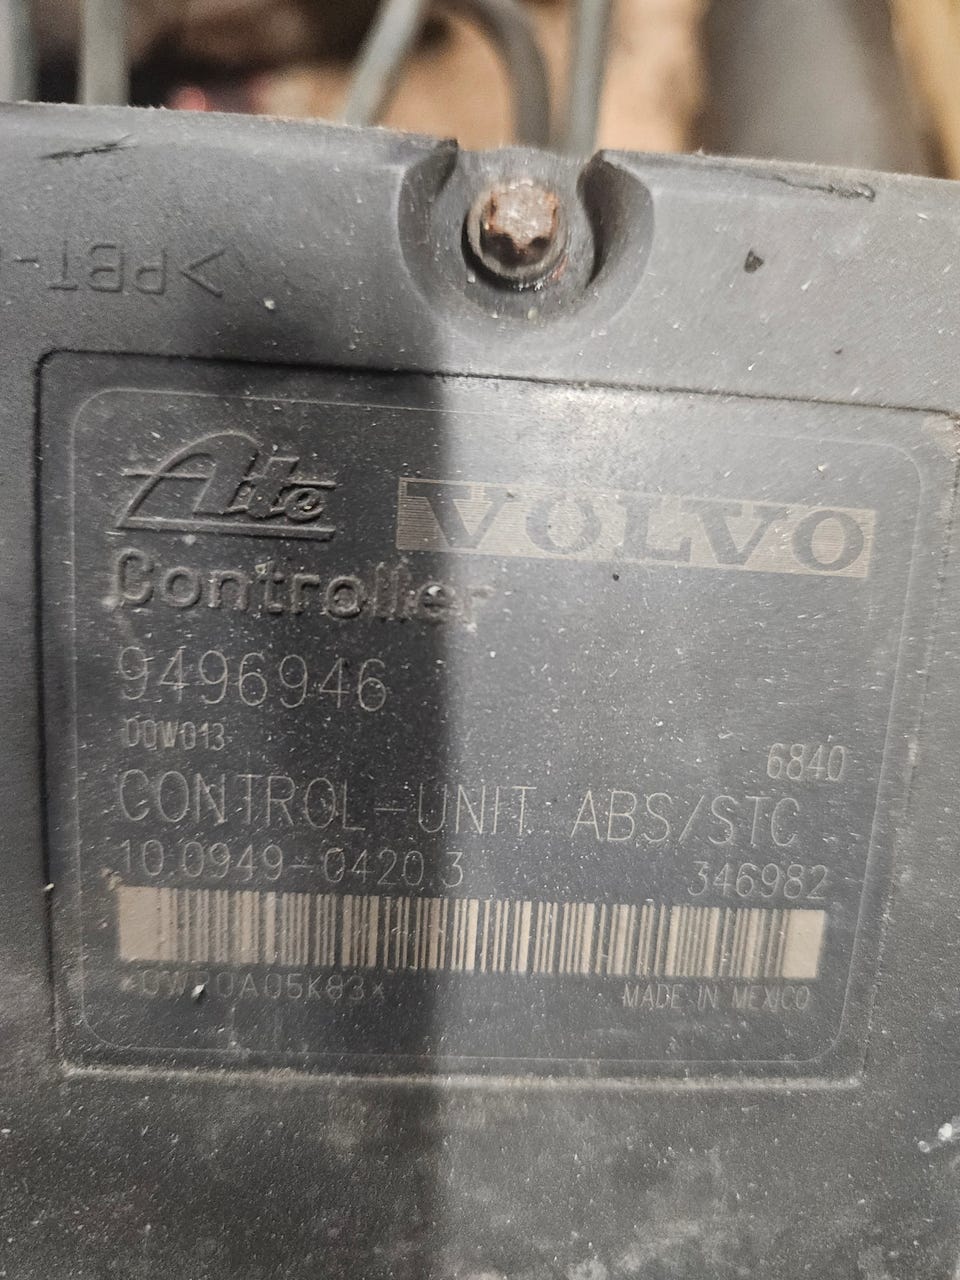 >PBT-
Ate
VOLVO
Controller
9496946
00W013
6840
CONTROL-UNIT ABS/STC
10.0949-0420.3
346982
MADE IN MEXICO